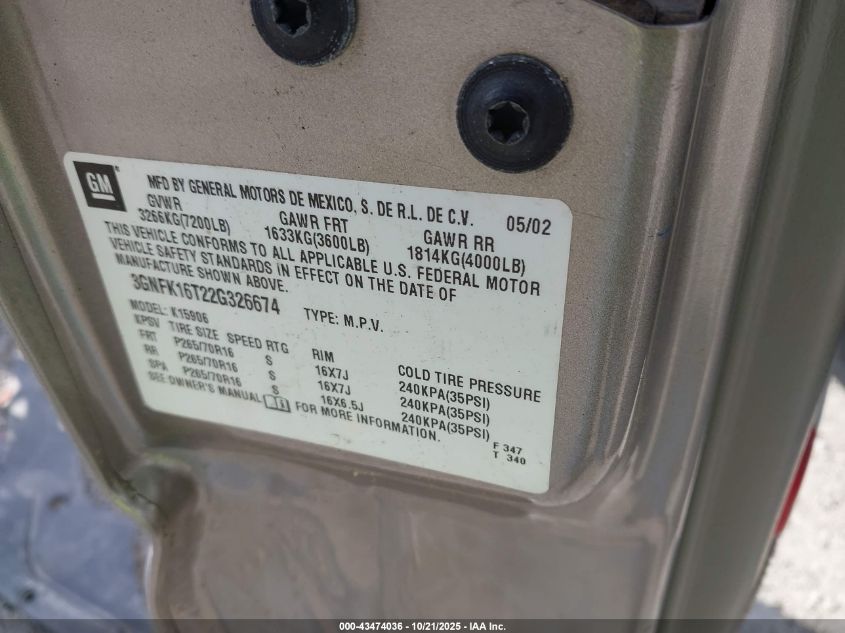 GM
MFD BY GENERAL MOTORS DE MEXICO, S. DE R.L. DE C.V. 05/02
GVWR GAWR FRT GAWR RR
3266KG(7200LB) 1633KG(3600LB) 1814KG(4000LB)
THIS VEHICLE CONFORMS TO ALL APPLICABLE U.S. FEDERAL MOTOR
VEHICLE SAFETY STANDARDS IN EFFECT ON THE DATE OF
MANUFACTURE SHOWN ABOVE.
3GNFK16T22G326674 TYPE: M.P.V.
MODEL: K15906
KPSV TIRE SIZE SPEED RTG RIM COLD TIRE PRESSURE
FRT P265/70R16 S 16X7J 240KPA(35PSI)
RR P265/70R16 S 16X7J 240KPA(35PSI)
SPA P265/70R16 S 16X6.5J 240KPA(35PSI)
SEE OWNER'S MANUAL FOR MORE INFORMATION.
F 347
T 340
000-43474036 • 10/21/2025 • IAA Inc.